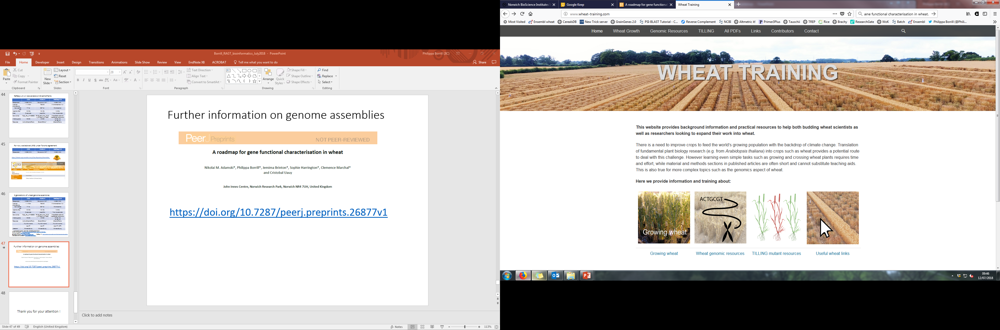 Borrill_RAGT_bioinformatics_July2018 - PowerPoint
Philippa Borrill (JIC)
File Home Developer Insert Design Transitions Animations Slide Show Review View EndNote X8 ACROBAT Tell me what you want to do
Share
Paste
Cut
Copy
Format Painter
Clipboard
New Slide
Layout
Reset
Section
Slides
28
Font
Text Direction
Align Text
Convert to SmartArt
Paragraph
Arrange
Quick Styles
Shape Fill
Shape Outline
Shape Effects
Drawing
Find
Replace
Select
Editing
44
RefSeqv1.0 will be available on EnsemblPlants
45
For now, available at URGI under Toronto agreement
46
3 generations of wheat genome assemblies
47
Further information on genome assemblies
A roadmap for gene functional characterisation in wheat
https://doi.org/10.7287/peerj.preprints.26877v1
48
Thank you for your attention !
Further information on genome assemblies
PeerJ Preprints
NOT PEER-REVIEWED
A roadmap for gene functional characterisation in wheat
Nikolai M. Adamski*, Philippa Borrill*, Jemima Brinton*, Sophie Harrington*, Clemence Marchal*
and Cristobal Uauy
John Innes Centre, Norwich Research Park, Norwich NR4 7UH, United Kingdom
https://doi.org/10.7287/peerj.preprints.26877v1
Click to add notes
Slide 47 of 49
English (United Kingdom)
Notes
113%
Norwich BioScience Institutes
Google Keep
A roadmap for gene functional
Wheat Training
www.wheat-training.com
gene functional characterisation in wheat.
Most Visited Ensembl wheat CerealsDB New Trick server GrainGenes 2.0 PSI-BLAST Tutorial - C... Reverse Complement NCBI Altmetric it! Primer3Plus Tauschii TREP Rice Brachy ResearchGate WoK Batch Ensembl Philippa Borrill (@Phili...
Home Wheat Growth Genomic Resources TILLING All PDFs Links Contributors Contact
WHEAT TRAINING
This website provides background information and practical resources to help both budding wheat scientists as
well as researchers looking to expand their work into wheat.
There is a need to improve crops to feed the world's growing population with the backdrop of climate change. Translation
of fundamental plant biology research (e.g. from Arabidopsis thaliana) into crops such as wheat provides a potential route
to deal with this challenge. However learning even simple tasks such as growing and crossing wheat plants requires time
and effort, while material and methods sections in published articles are often short and cannot substitute teaching aids.
This is also true for more complex topics such as the genomics aspect of wheat.
Here we provide information and training about:
Growing wheat
ACTGCGT
Growing wheat
Wheat genomic resources
TILLING mutant resources
Useful wheat links
09:46
12/07/2018